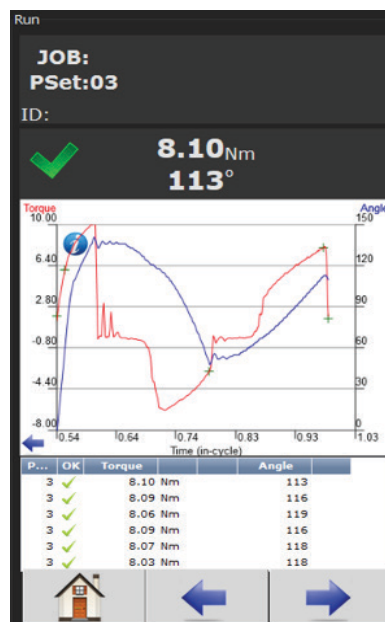 Run
JOB:
PSet:03
ID:
8.10Nm
113°
Torque Angle
10.00 150
6.40 120
2.80 90
-0.80 60
-4.40 30
-8.00 0
0.54 0.64 0.74 0.83 0.93 1.03
Time (in-cycle)
P... OK Torque Angle
3 8.10 Nm 113
3 8.09 Nm 116
3 8.06 Nm 119
3 8.09 Nm 116
3 8.07 Nm 118
3 8.03 Nm 118